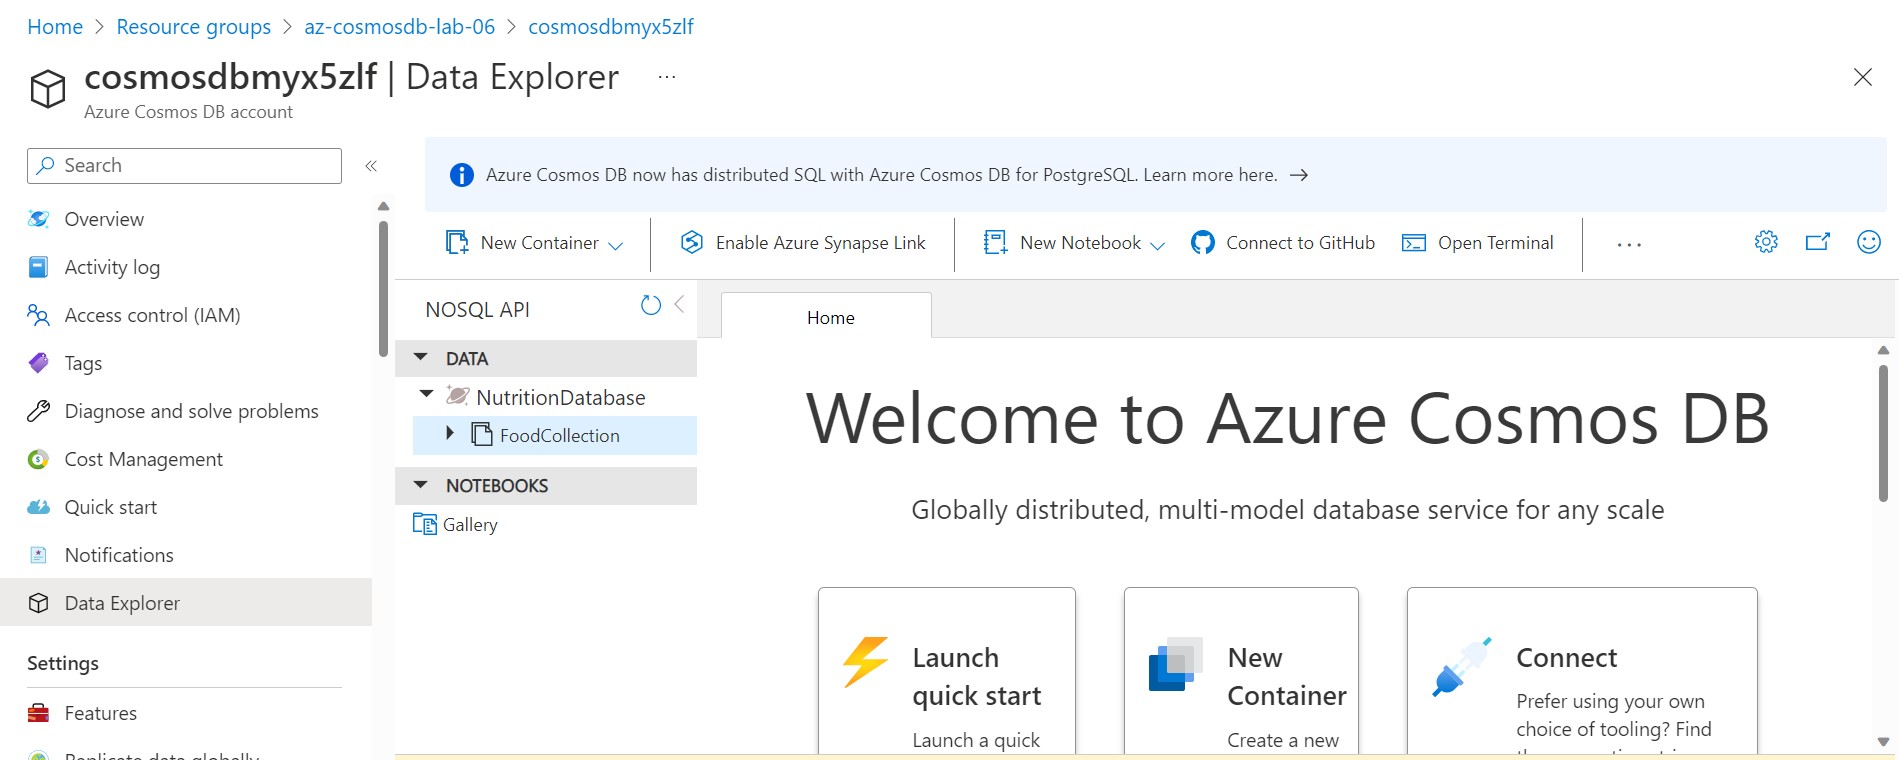 Home > Resource groups > az-cosmosdb-lab-06 > cosmosdbmyx5zlf
cosmosdbmyx5zlf | Data Explorer ...
Azure Cosmos DB account
Search
«
Overview
Activity log
Access control (IAM)
Tags
Diagnose and solve problems
Cost Management
Quick start
Notifications
Data Explorer
Settings
Features
Replicate data globally
Azure Cosmos DB now has distributed SQL with Azure Cosmos DB for PostgreSQL. Learn more here. →
New Container
Enable Azure Synapse Link
New Notebook
Connect to GitHub
Open Terminal
...
NOSQL API
DATA
NutritionDatabase
FoodCollection
NOTEBOOKS
Gallery
Home
Welcome to Azure Cosmos DB
Globally distributed, multi-model database service for any scale
Launch
quick start
Launch a quick
New
Container
Create a new
Connect
Prefer using your own
choice of tooling? Find